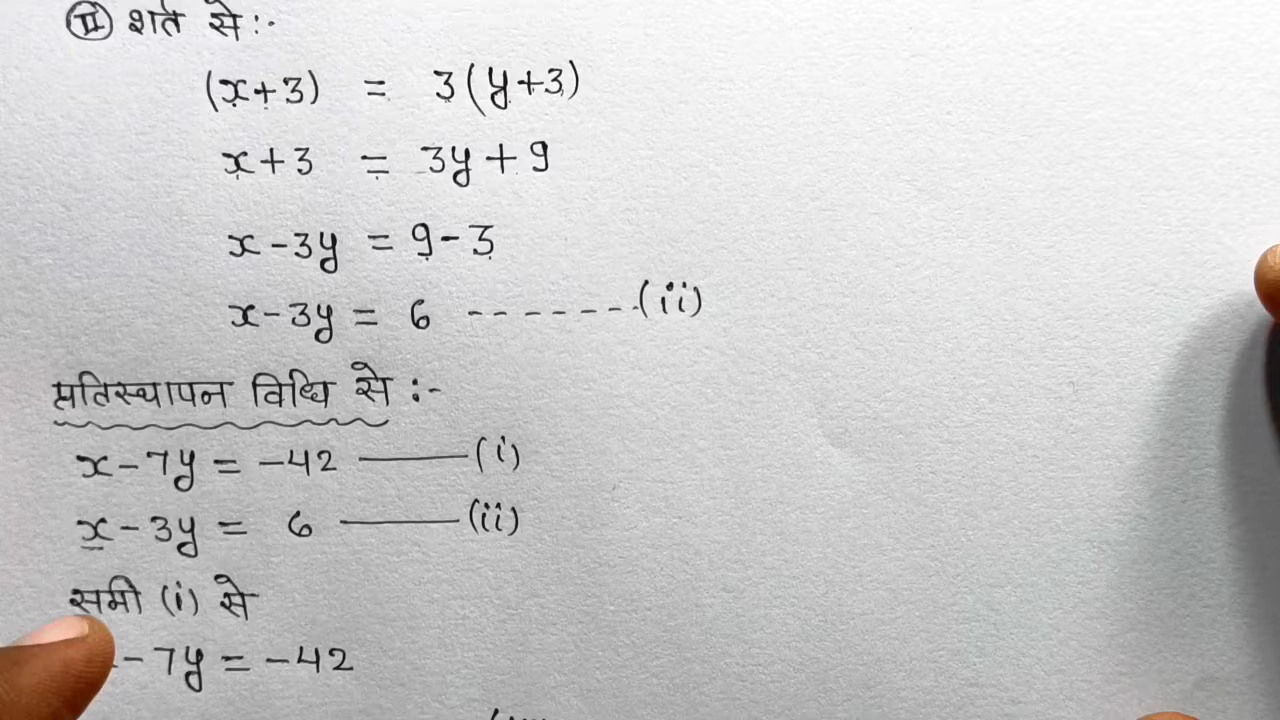 (II) शर्त से :-
(x+3) = 3(y+3)
x+3 = 3y+9
x-3y = 9-3
x-3y = 6 -------(ii)
प्रतिस्थापन विधि से :-
x-7y = -42 ——— (i)
x-3y = 6 ——— (ii)
समी (i) से
-7y = -42